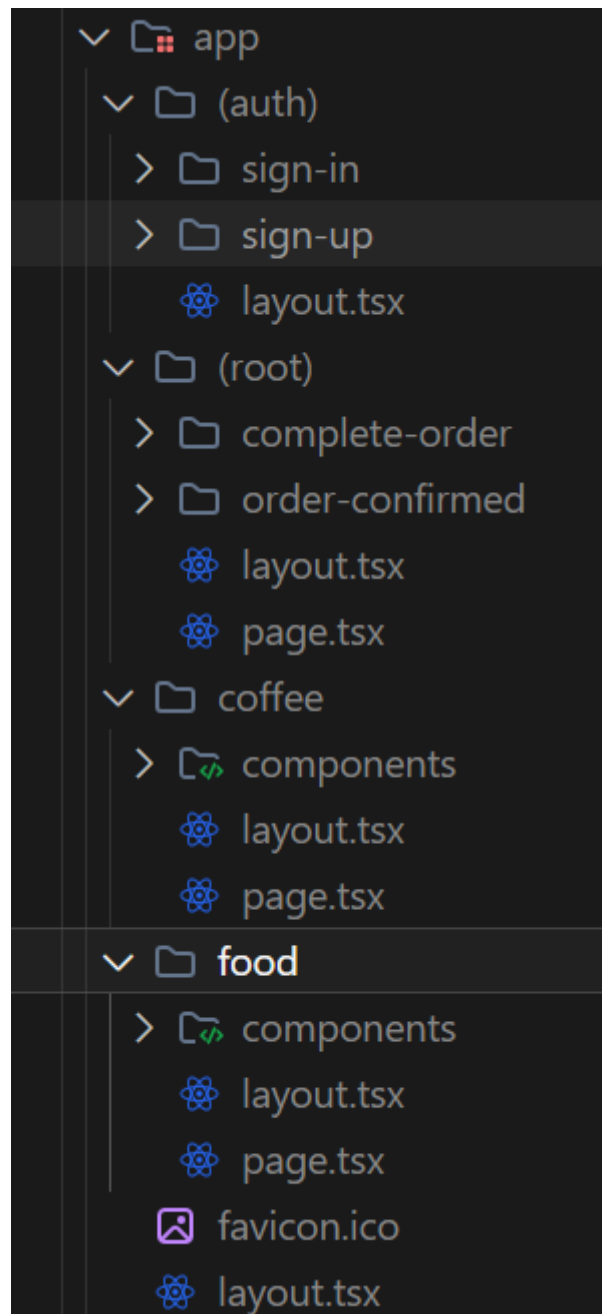 app
(auth)
sign-in
sign-up
layout.tsx
(root)
complete-order
order-confirmed
layout.tsx
page.tsx
coffee
components
layout.tsx
page.tsx
food
components
layout.tsx
page.tsx
favicon.ico
layout.tsx